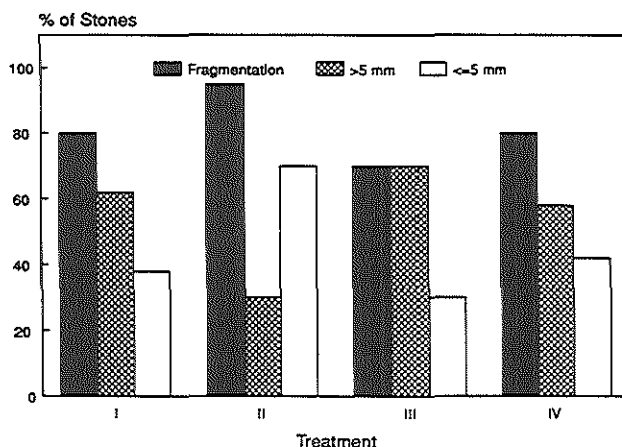 % of Stones
Fragmentation >5 mm <=5 mm
100
80
60
40
20
0
I II III IV
Treatment